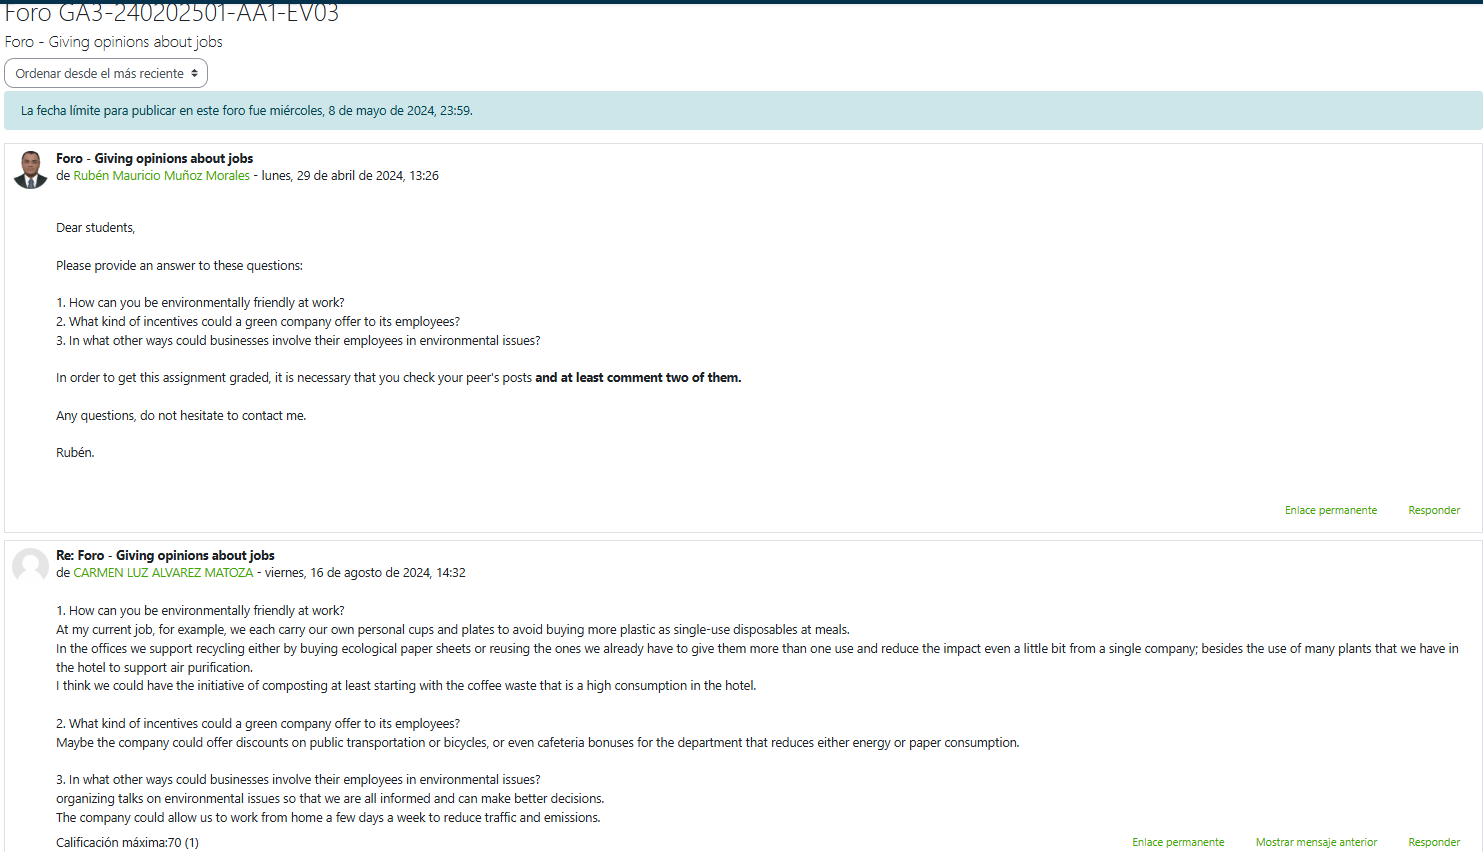 Foro GA3-240202501-AA1-EV03
Foro - Giving opinions about jobs
Ordenar desde el más reciente
La fecha límite para publicar en este foro fue miércoles, 8 de mayo de 2024, 23:59.
Foro - Giving opinions about jobs
de Rubén Mauricio Muñoz Morales - lunes, 29 de abril de 2024, 13:26
Dear students,
Please provide an answer to these questions:
1. How can you be environmentally friendly at work?
2. What kind of incentives could a green company offer to its employees?
3. In what other ways could businesses involve their employees in environmental issues?
In order to get this assignment graded, it is necessary that you check your peer's posts and at least comment two of them.
Any questions, do not hesitate to contact me.
Rubén.
Enlace permanente Responder
Re: Foro - Giving opinions about jobs
de CARMEN LUZ ALVAREZ MATOZA - viernes, 16 de agosto de 2024, 14:32
1. How can you be environmentally friendly at work?
At my current job, for example, we each carry our own personal cups and plates to avoid buying more plastic as single-use disposables at meals.
In the offices we support recycling either by buying ecological paper sheets or reusing the ones we already have to give them more than one use and reduce the impact even a little bit from a single company; besides the use of many plants that we have in
the hotel to support air purification.
I think we could have the initiative of composting at least starting with the coffee waste that is a high consumption in the hotel.
2. What kind of incentives could a green company offer to its employees?
Maybe the company could offer discounts on public transportation or bicycles, or even cafeteria bonuses for the department that reduces either energy or paper consumption.
3. In what other ways could businesses involve their employees in environmental issues?
organizing talks on environmental issues so that we are all informed and can make better decisions.
The company could allow us to work from home a few days a week to reduce traffic and emissions.
Calificación máxima:70 (1) Enlace permanente Mostrar mensaje anterior Responder